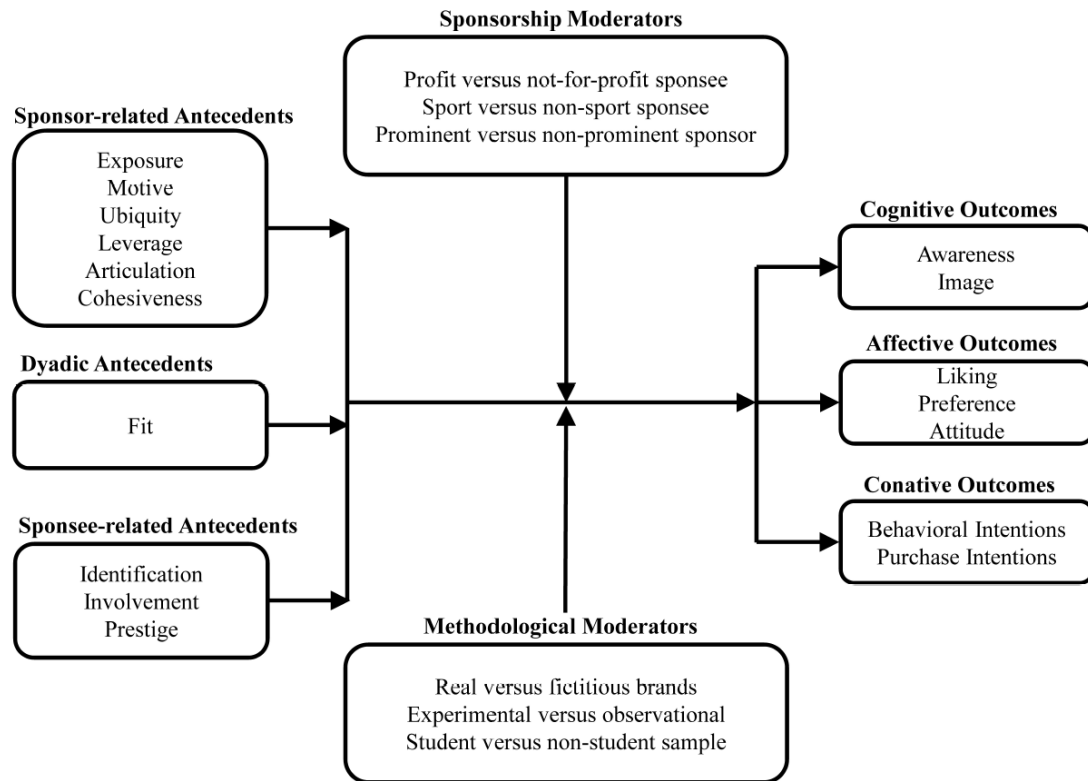 Sponsorship Moderators
Profit versus not-for-profit sponsee
Sport versus non-sport sponsee
Prominent versus non-prominent sponsor
Sponsor-related Antecedents
Exposure
Motive
Ubiquity
Leverage
Articulation
Cohesiveness
Dyadic Antecedents
Fit
Sponsee-related Antecedents
Identification
Involvement
Prestige
Methodological Moderators
Real versus fictitious brands
Experimental versus observational
Student versus non-student sample
Cognitive Outcomes
Awareness
Image
Affective Outcomes
Liking
Preference
Attitude
Conative Outcomes
Behavioral Intentions
Purchase Intentions